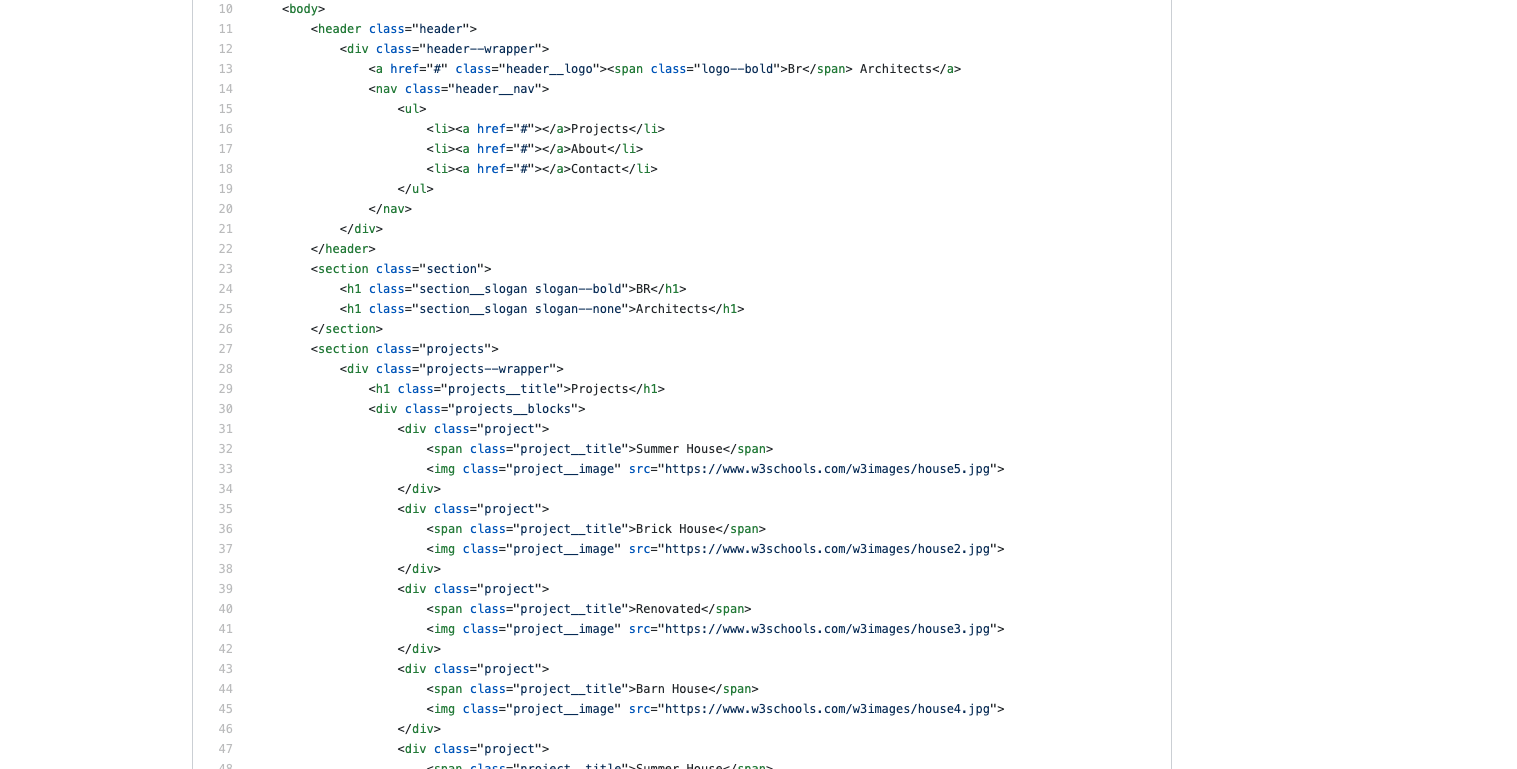 10 <body>
11 <header class="header">
12 <div class="header--wrapper">
13 <a href="#" class="header__logo"><span class="logo--bold">Br</span> Architects</a>
14 <nav class="header__nav">
15 <ul>
16 <li><a href="#"></a>Projects</li>
17 <li><a href="#"></a>About</li>
18 <li><a href="#"></a>Contact</li>
19 </ul>
20 </nav>
21 </div>
22 </header>
23 <section class="section">
24 <h1 class="section__slogan slogan--bold">BR</h1>
25 <h1 class="section__slogan slogan--none">Architects</h1>
26 </section>
27 <section class="projects">
28 <div class="projects--wrapper">
29 <h1 class="projects__title">Projects</h1>
30 <div class="projects__blocks">
31 <div class="project">
32 <span class="project__title">Summer House</span>
33 <img class="project__image" src="https://www.w3schools.com/w3images/house5.jpg">
34 </div>
35 <div class="project">
36 <span class="project__title">Brick House</span>
37 <img class="project__image" src="https://www.w3schools.com/w3images/house2.jpg">
38 </div>
39 <div class="project">
40 <span class="project__title">Renovated</span>
41 <img class="project__image" src="https://www.w3schools.com/w3images/house3.jpg">
42 </div>
43 <div class="project">
44 <span class="project__title">Barn House</span>
45 <img class="project__image" src="https://www.w3schools.com/w3images/house4.jpg">
46 </div>
47 <div class="project">
48 <span class="project__title">Summer House</span>